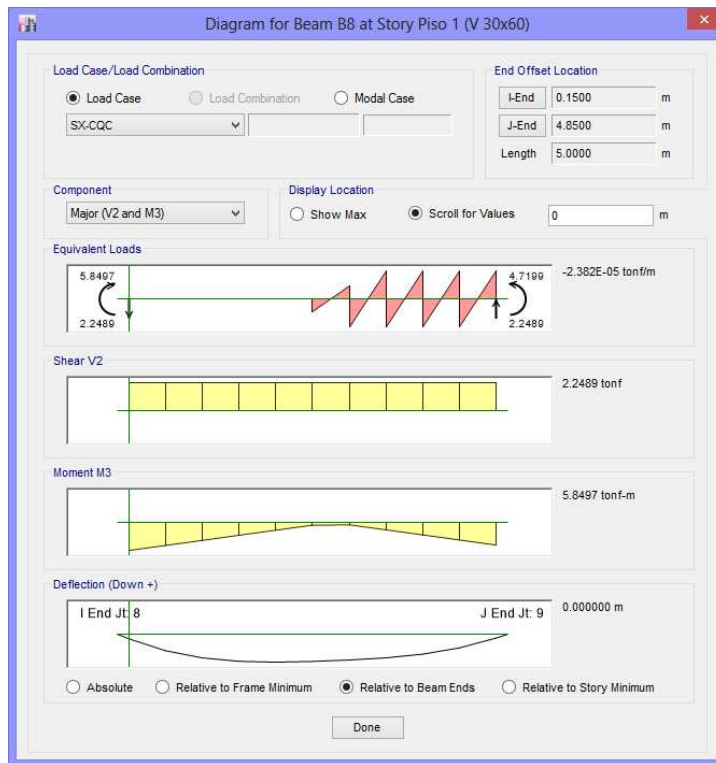 Diagram for Beam B8 at Story Piso 1 (V 30x60)
Load Case/Load Combination
Load Case
Load Combination
Modal Case
SX-CQC
End Offset Location
I-End
0.1500
m
J-End
4.8500
m
Length
5.0000
m
Component
Major (V2 and M3)
Display Location
Show Max
Scroll for Values
0
m
Equivalent Loads
5.8497
2.2489
4.7199
2.2489
-2.382E-05 tonf/m
Shear V2
2.2489 tonf
Moment M3
5.8497 tonf-m
Deflection (Down +)
I End Jt: 8
J End Jt: 9
0.000000 m
Absolute
Relative to Frame Minimum
Relative to Beam Ends
Relative to Story Minimum
Done